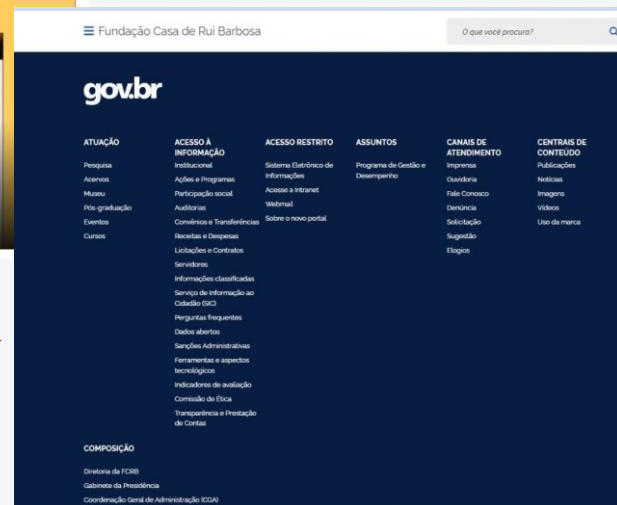 Fundação Casa de Rui Barbosa
O que você procura?
gov.br
ATUAÇÃO
Pesquisa
Acervos
Museu
Pós-graduação
Eventos
Cursos
ACESSO À
INFORMAÇÃO
Institucional
Ações e Programas
Participação social
Auditorias
Convênios e Transferências
Receitas e Despesas
Licitações e Contratos
Servidores
Informações classificadas
Serviço de Informação ao
Cidadão (SIC)
Perguntas frequentes
Dados abertos
Sanções Administrativas
Ferramentas e aspectos
tecnológicos
Indicadores de avaliação
Comissão de Ética
Transparência e Prestação
de Contas
ACESSO RESTRITO
Sistema Eletrônico de
Informações
Acesso a Intranet
Webmail
Sobre o novo portal
ASSUNTOS
Programa de Gestão e
Desempenho
CANAIS DE
ATENDIMENTO
Imprensa
Ouvidoria
Fale Conosco
Denúncia
Solicitação
Sugestão
Elogios
CENTRAIS DE
CONTEÚDO
Publicações
Notícias
Imagens
Vídeos
Uso da marca
COMPOSIÇÃO
Diretoria da FCRB
Gabinete da Presidência
Coordenação Geral de Administração (CGA)